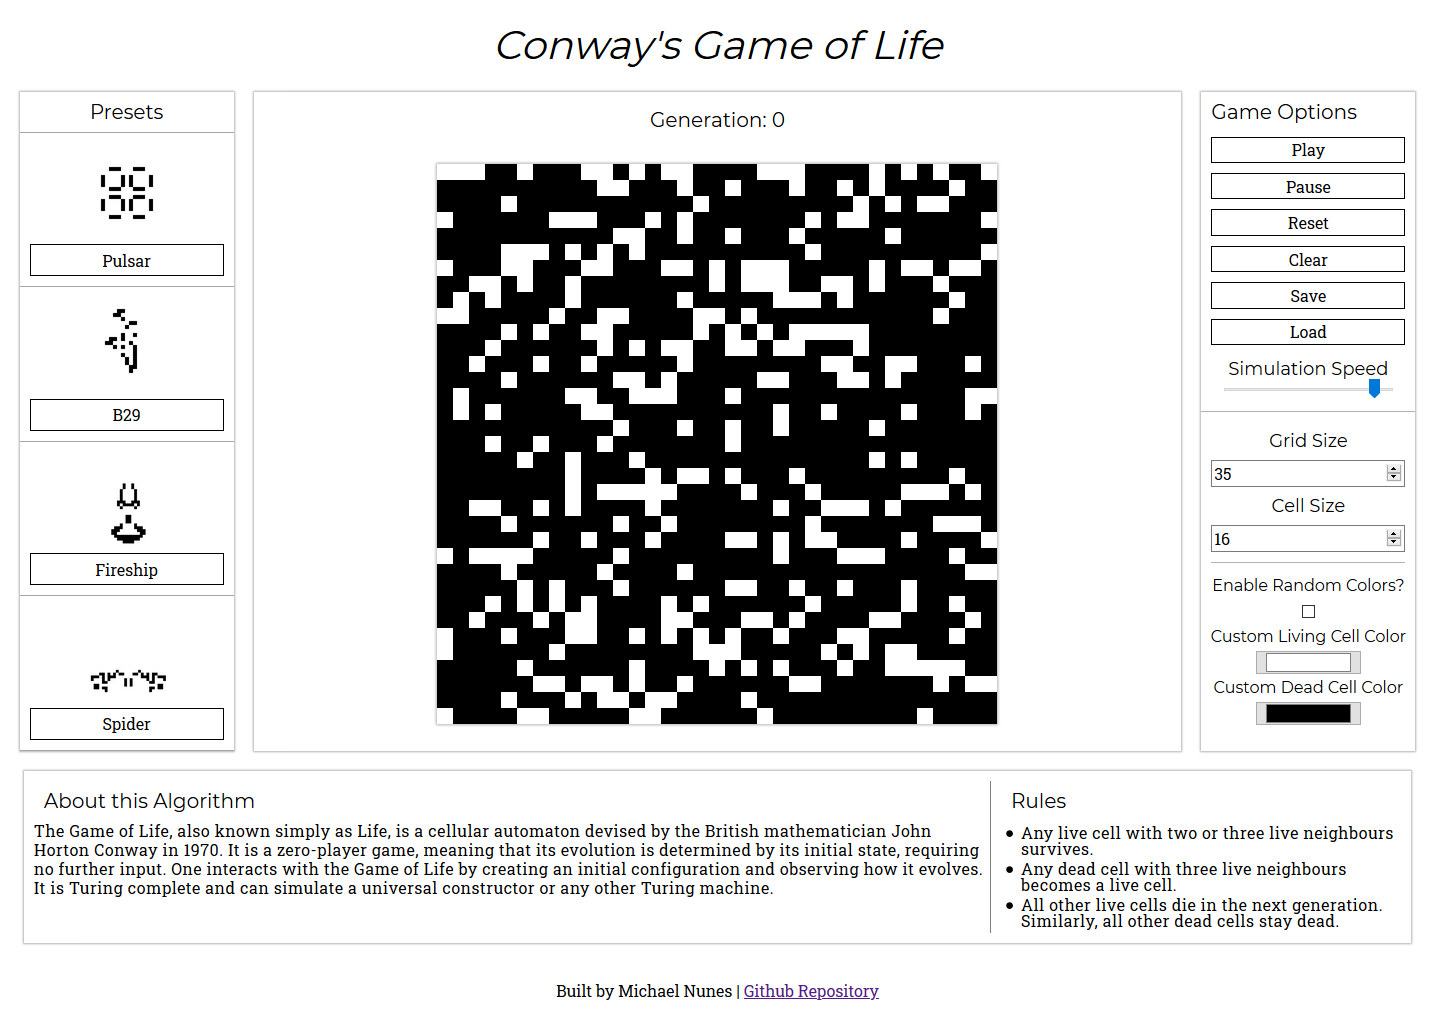 Conway's Game of Life
Presets
Pulsar
B29
Fireship
Spider
Generation: 0
Game Options
Play
Pause
Reset
Clear
Save
Load
Simulation Speed
Grid Size
35
Cell Size
16
Enable Random Colors?
Custom Living Cell Color
Custom Dead Cell Color
About this Algorithm
The Game of Life, also known simply as Life, is a cellular automaton devised by the British mathematician John
Horton Conway in 1970. It is a zero-player game, meaning that its evolution is determined by its initial state, requiring
no further input. One interacts with the Game of Life by creating an initial configuration and observing how it evolves.
It is Turing complete and can simulate a universal constructor or any other Turing machine.
Rules
• Any live cell with two or three live neighbours
survives.
• Any dead cell with three live neighbours
becomes a live cell.
• All other live cells die in the next generation.
Similarly, all other dead cells stay dead.
Built by Michael Nunes | Github Repository